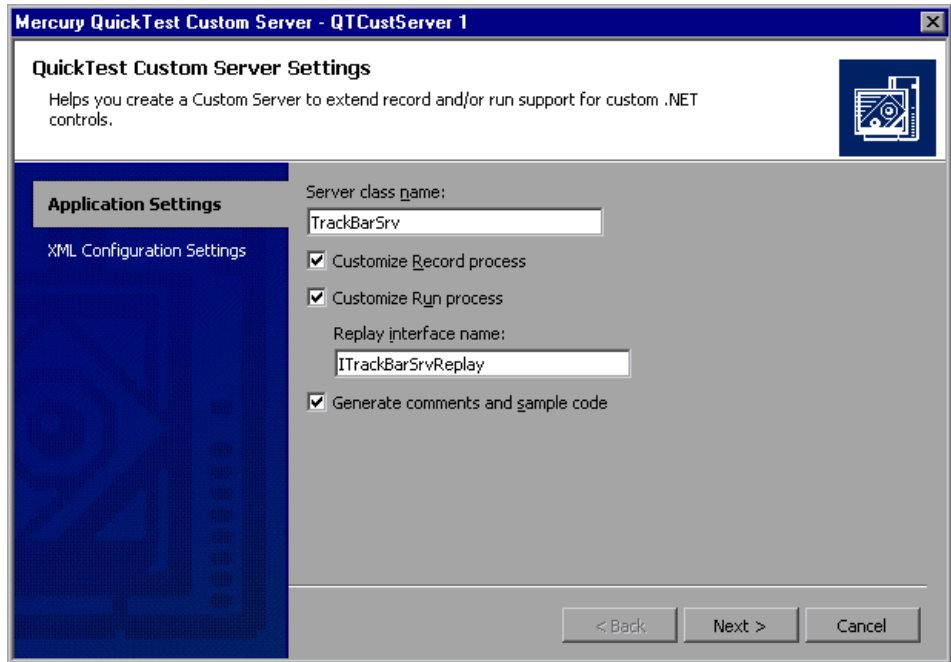 Mercury QuickTest Custom Server - QTCustServer 1
QuickTest Custom Server Settings
Helps you create a Custom Server to extend record and/or run support for custom .NET
controls.
Application Settings
XML Configuration Settings
Server class name:
TrackBarSrv
Customize Record process
Customize Run process
Replay interface name:
ITrackBarSrvReplay
Generate comments and sample code
< Back
Next >
Cancel